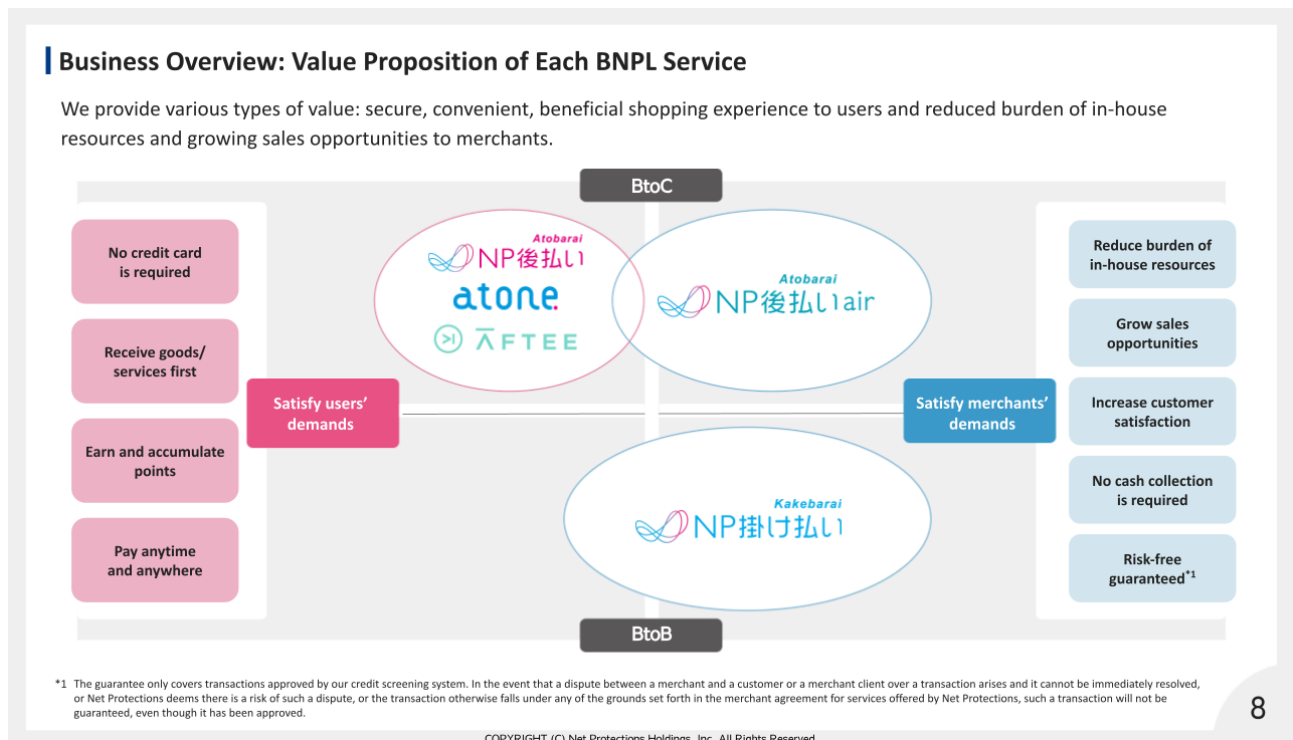 Business Overview: Value Proposition of Each BNPL Service
We provide various types of value: secure, convenient, beneficial shopping experience to users and reduced burden of in-house
resources and growing sales opportunities to merchants.
BtoC
No credit card
is required
Receive goods/
services first
Earn and accumulate
points
Pay anytime
and anywhere
Satisfy users’
demands
Atobarai
NP後払い
atone
AFTEE
Atobarai
NP後払いair
Kakebarai
NP掛け払い
Satisfy merchants’
demands
Reduce burden of
in-house resources
Grow sales
opportunities
Increase customer
satisfaction
No cash collection
is required
Risk-free
guaranteed*1
BtoB
*1 The guarantee only covers transactions approved by our credit screening system. In the event that a dispute between a merchant and a customer or a merchant client over a transaction arises and it cannot be immediately resolved,
or Net Protections deems there is a risk of such a dispute, or the transaction otherwise falls under any of the grounds set forth in the merchant agreement for services offered by Net Protections, such a transaction will not be
guaranteed, even though it has been approved.
8
COPYRIGHT (C) Net Protections Holdings, Inc. All Rights Reserved